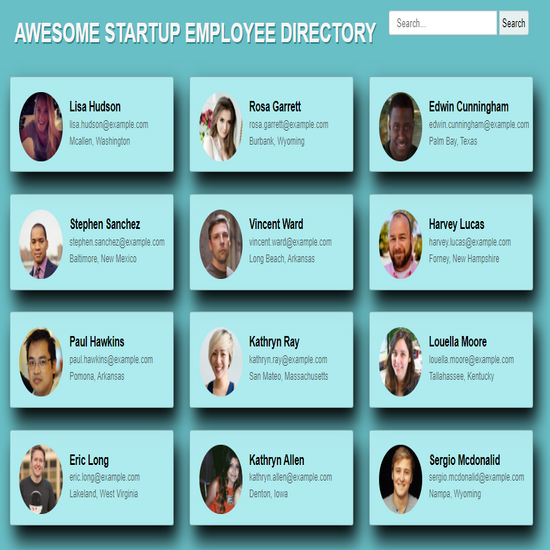 AWESOME STARTUP EMPLOYEE DIRECTORY
Search...
Search
Lisa Hudson
lisa.hudson@example.com
Mcallen, Washington
Rosa Garrett
rosa.garrett@example.com
Burbank, Wyoming
Edwin Cunningham
edwin.cunningham@example.com
Palm Bay, Texas
Stephen Sanchez
stephen.sanchez@example.com
Baltimore, New Mexico
Vincent Ward
vincent.ward@example.com
Long Beach, Arkansas
Harvey Lucas
harvey.lucas@example.com
Forney, New Hampshire
Paul Hawkins
paul.hawkins@example.com
Pomona, Arkansas
Kathryn Ray
kathryn.ray@example.com
San Mateo, Massachusetts
Louella Moore
louella.moore@example.com
Tallahassee, Kentucky
Eric Long
eric.long@example.com
Lakeland, West Virginia
Kathryn Allen
kathryn.allen@example.com
Denton, Iowa
Sergio Mcdonalid
sergio.mcdonalid@example.com
Nampa, Wyoming